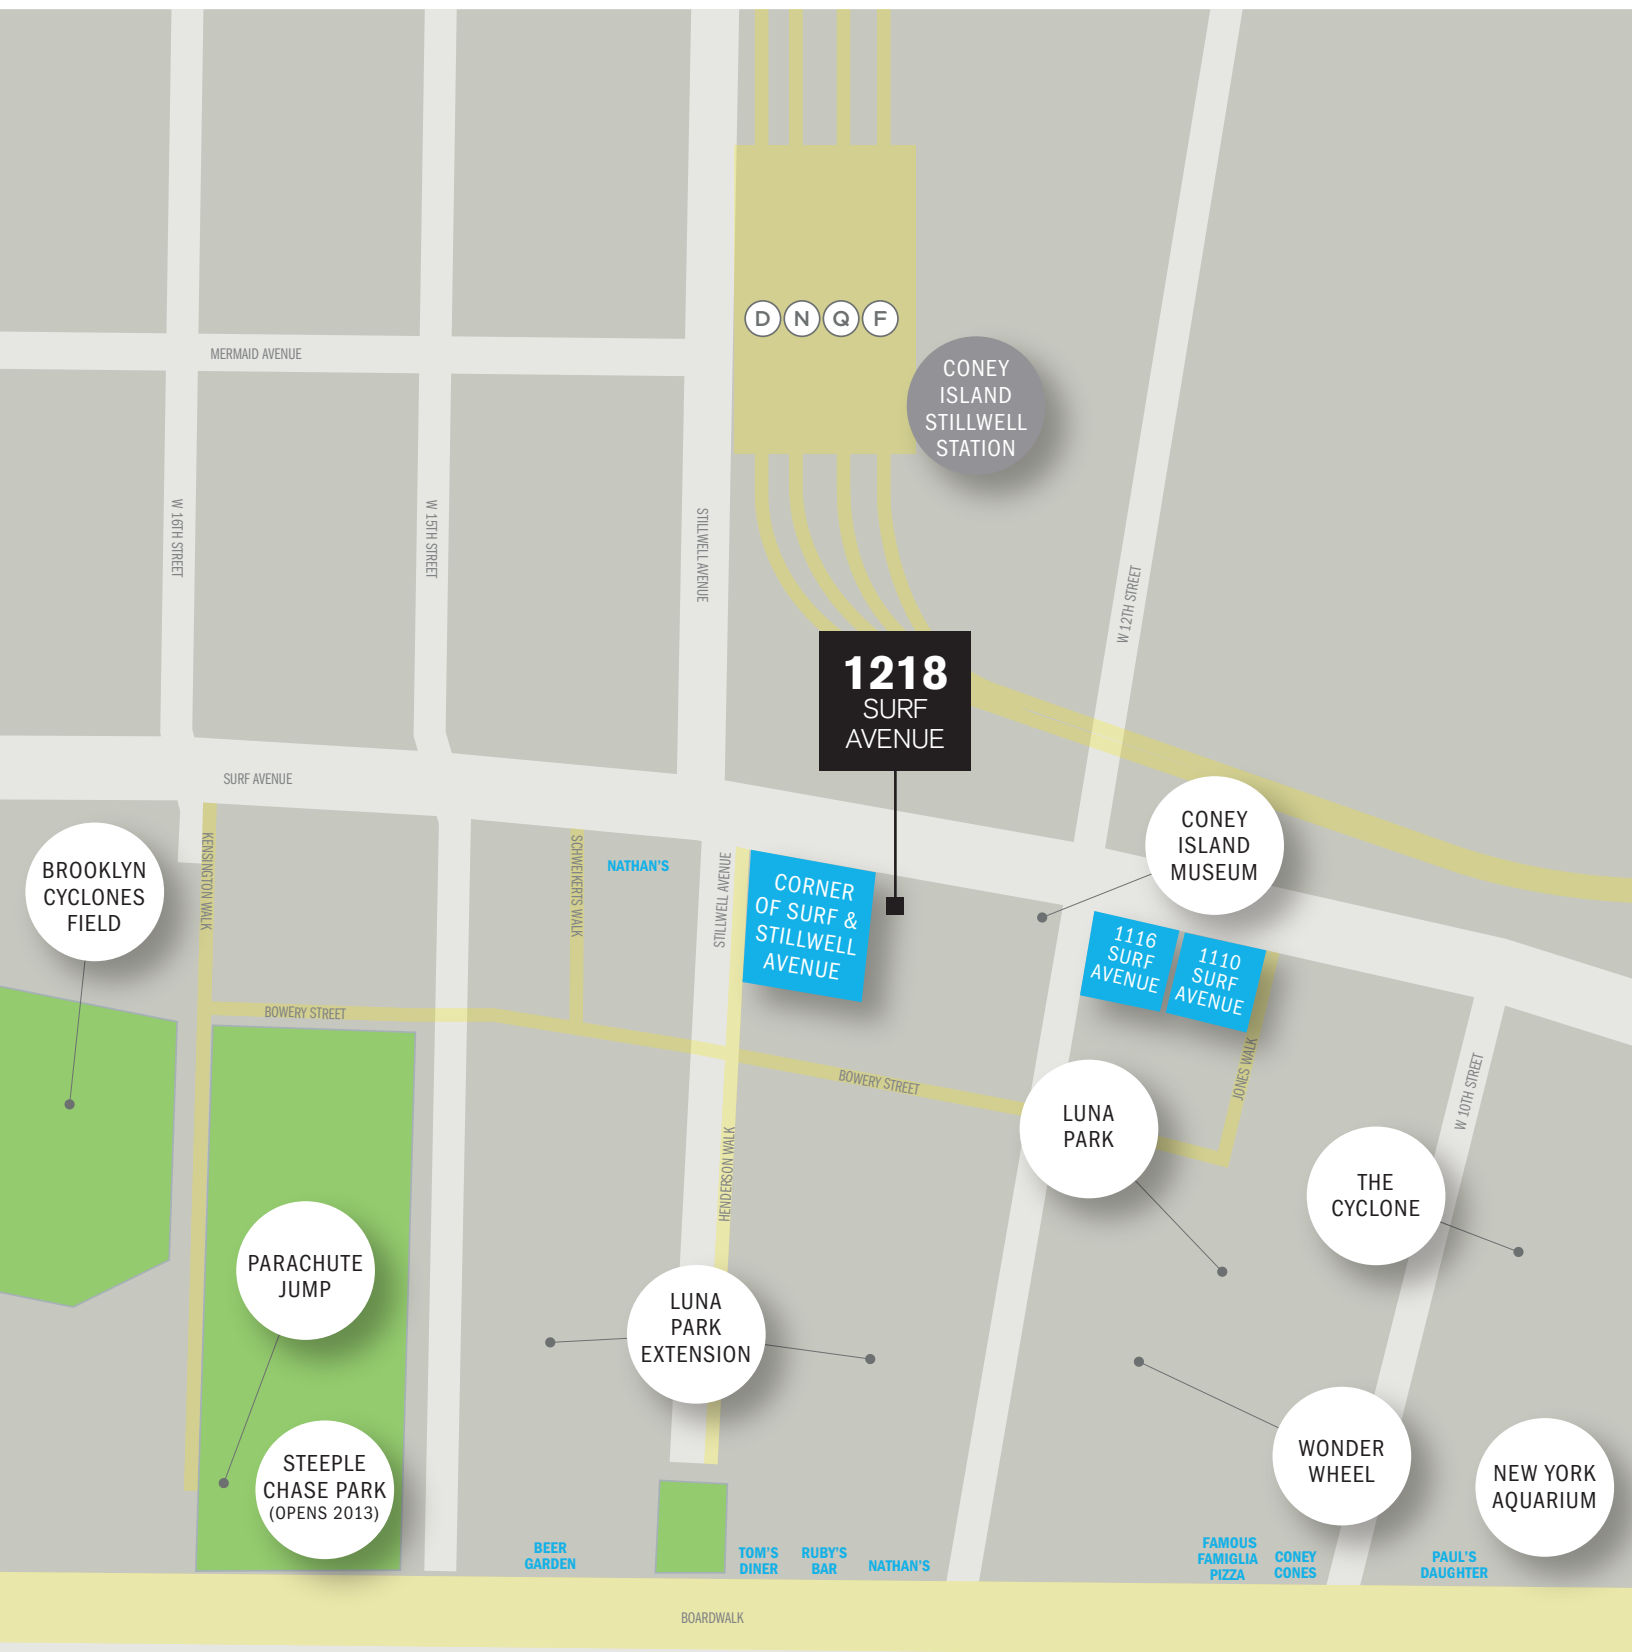 D N Q F
MERMAID AVENUE
CONEY
ISLAND
STILLWELL
STATION
W 16TH STREET
W 15TH STREET
STILLWELL AVENUE
W 12TH STREET
1218
SURF
AVENUE
SURF AVENUE
CONEY
ISLAND
MUSEUM
BROOKLYN
CYCLONES
FIELD
KENSINGTON WALK
SCHWEIKERTS WALK
NATHAN'S
STILLWELL AVENUE
CORNER
OF SURF &
STILLWELL
AVENUE
1116
SURF
AVENUE
1110
SURF
AVENUE
BOWERY STREET
BOWERY STREET
JONES WALK
W 10TH STREET
LUNA
PARK
HENDERSON WALK
THE
CYCLONE
PARACHUTE
JUMP
LUNA
PARK
EXTENSION
STEEPLE
CHASE PARK
(OPENS 2013)
WONDER
WHEEL
NEW YORK
AQUARIUM
BEER
GARDEN
TOM'S
DINER
RUBY'S
BAR
NATHAN'S
FAMOUS
FAMIGLIA
PIZZA
CONEY
CONES
PAUL'S
DAUGHTER
BOARDWALK